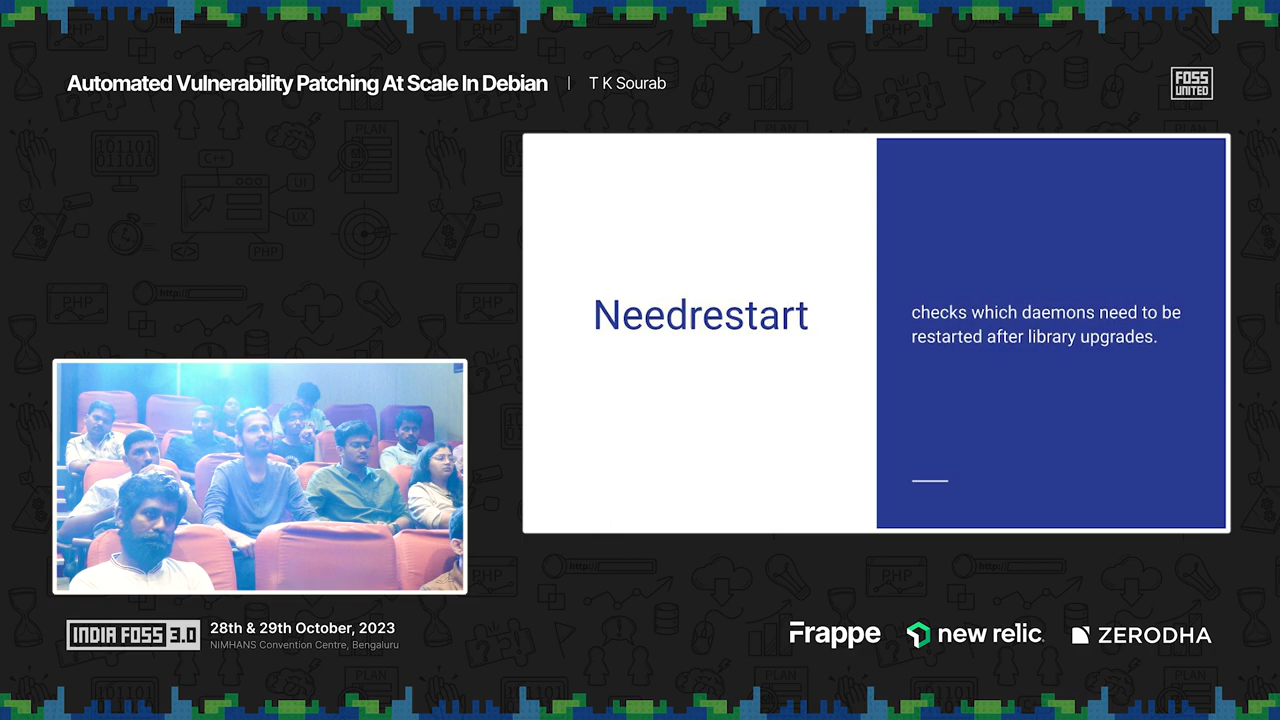 Automated Vulnerability Patching At Scale In Debian | T K Sourab
FOSS
UNITED
Needrestart
checks which daemons need to be
restarted after library upgrades.
INDIA FOSS 3.0
28th & 29th October, 2023
NIMHANS Convention Centre, Bengaluru
Frappe
new relic
ZERODHA